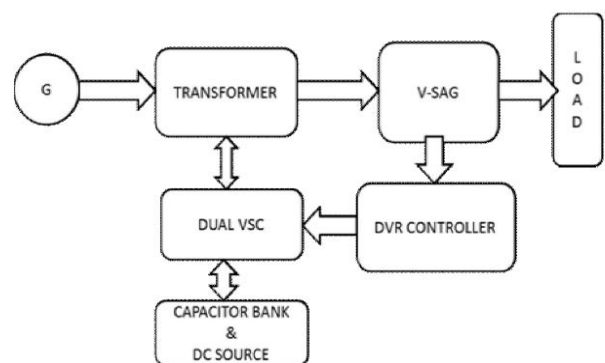 G
TRANSFORMER
V-SAG
L
O
A
D
DUAL VSC
DVR CONTROLLER
CAPACITOR BANK
&
DC SOURCE